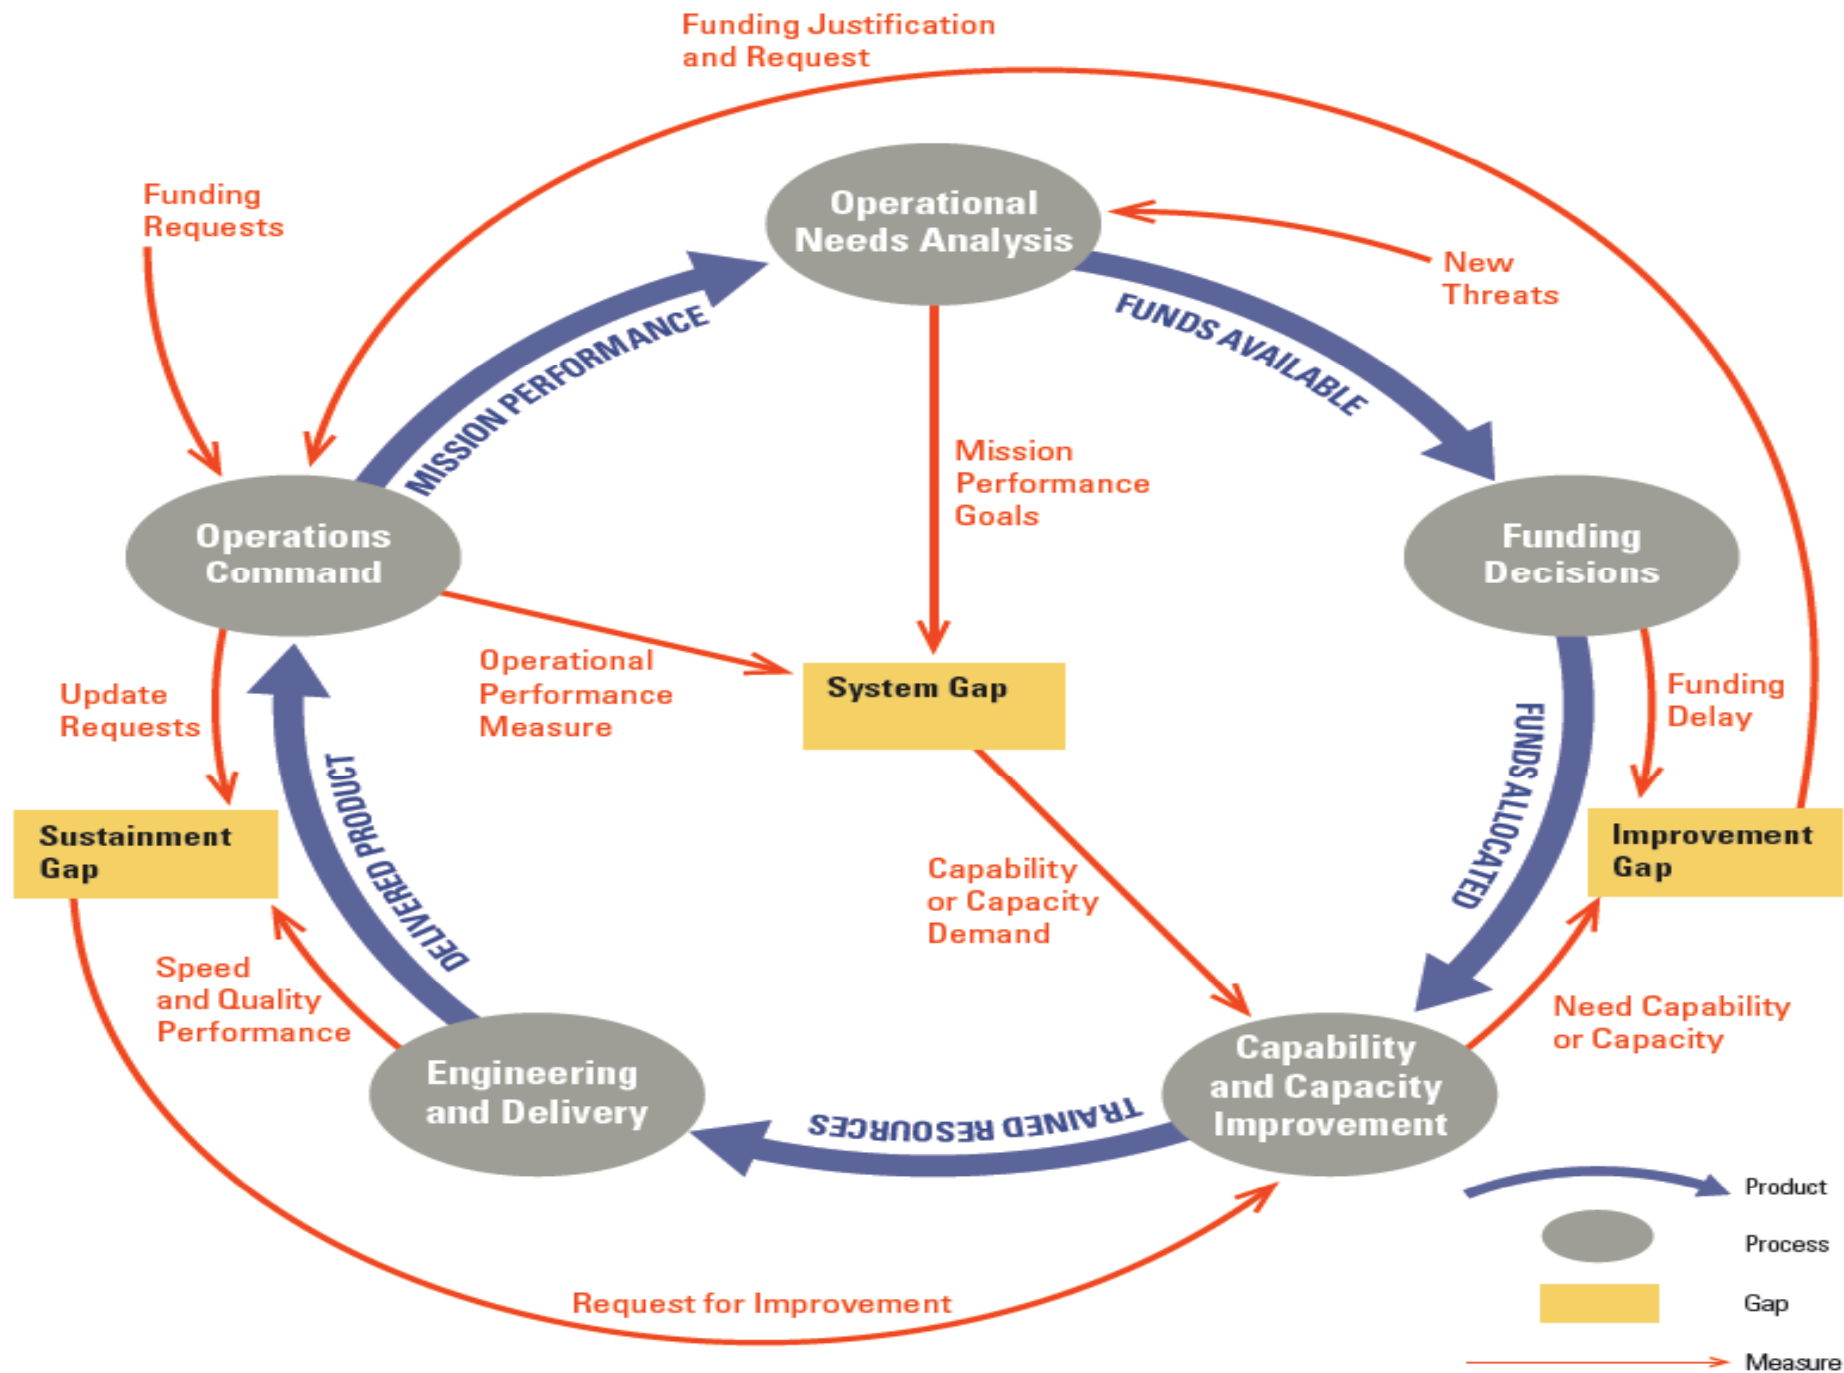 Funding Justification
and Request
Funding
Requests
Operational
Needs Analysis
New
Threats
MISSION PERFORMANCE
FUNDS AVAILABLE
Mission
Performance
Goals
Operations
Command
Funding
Decisions
Operational
Performance
Measure
System Gap
Update
Requests
Funding
Delay
DELIVERED PRODUCT
FUNDS ALLOCATED
Sustainment
Gap
Improvement
Gap
Capability
or Capacity
Demand
Speed
and Quality
Performance
Need Capability
or Capacity
Engineering
and Delivery
TRAINED RESOURCES
Capability
and Capacity
Improvement
Request for Improvement
Product
Process
Gap
Measure